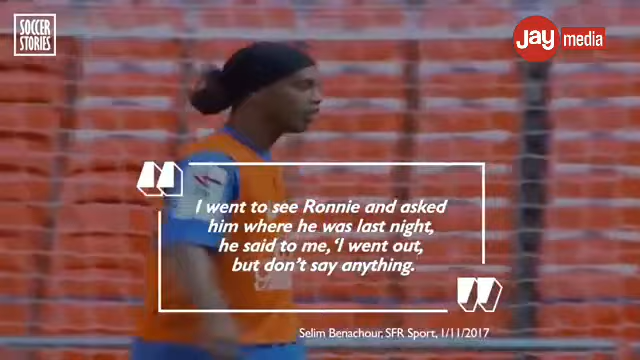 SOCCER
STORIES
jay media
I went to see Ronnie and asked
him where he was last night,
he said to me, 'I went out,
but don't say anything.
Selim Benachour, SFR Sport, 1/11/2017